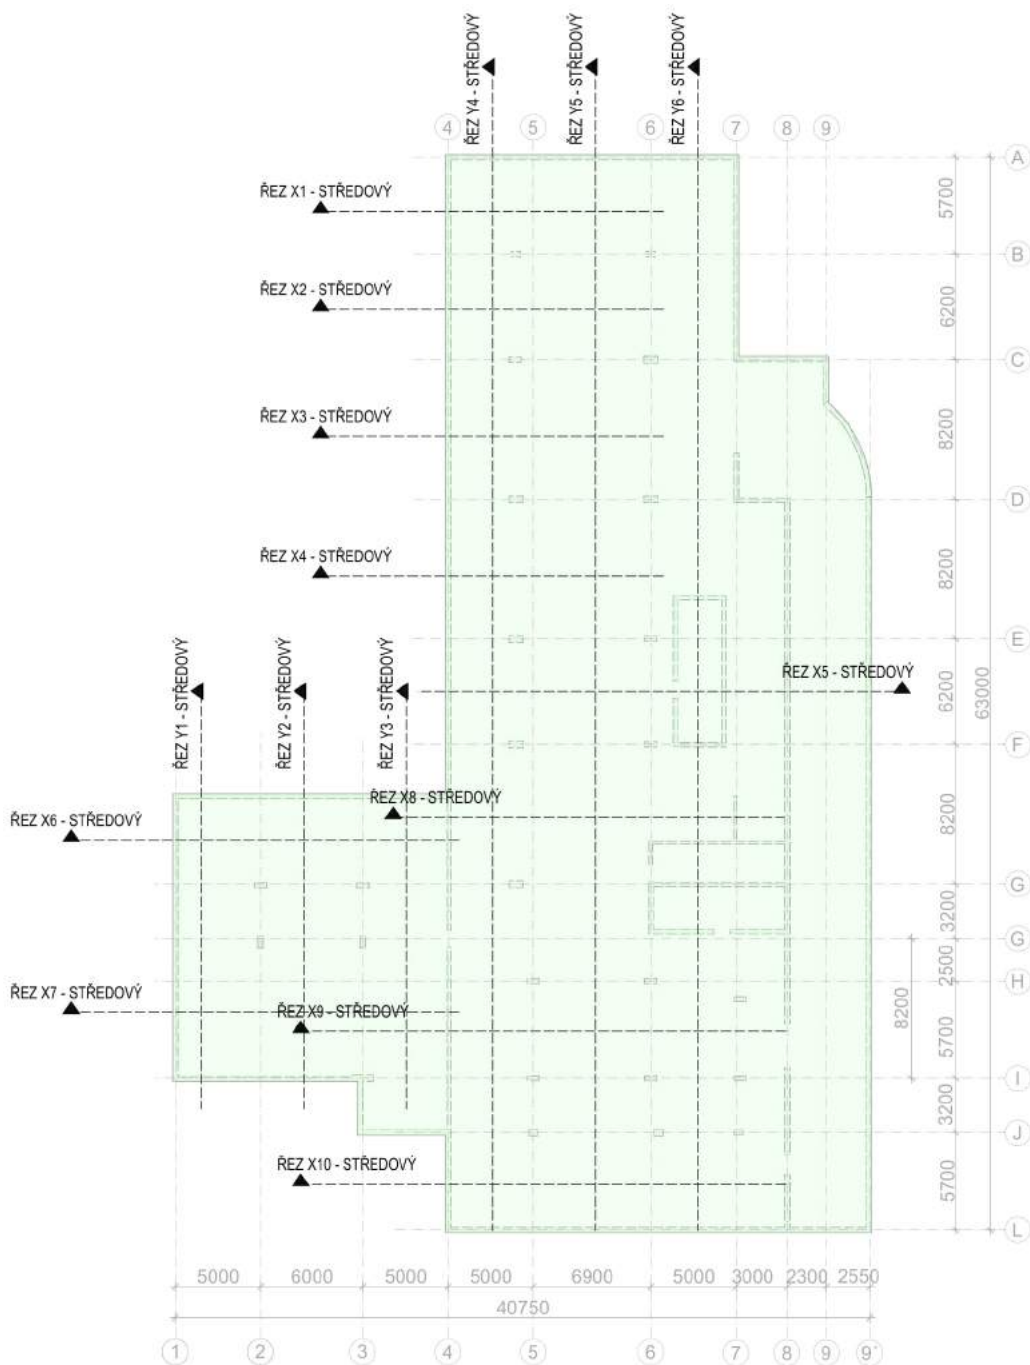 ŘEZ Y4 - STŘEDOVÝ
ŘEZ Y5 - STŘEDOVÝ
ŘEZ Y6 - STŘEDOVÝ
4
5
6
7
8
9
A
5700
ŘEZ X1 - STŘEDOVÝ
B
ŘEZ X2 - STŘEDOVÝ
6200
C
ŘEZ X3 - STŘEDOVÝ
8200
D
ŘEZ X4 - STŘEDOVÝ
8200
E
ŘEZ Y1 - STŘEDOVÝ
ŘEZ Y2 - STŘEDOVÝ
ŘEZ Y3 - STŘEDOVÝ
ŘEZ X5 - STŘEDOVÝ
6200
63000
F
ŘEZ X8 - STŘEDOVÝ
8200
ŘEZ X6 - STŘEDOVÝ
G
3200
G
2500
H
ŘEZ X7 - STŘEDOVÝ
8200
ŘEZ X9 - STŘEDOVÝ
5700
I
3200
J
ŘEZ X10 - STŘEDOVÝ
5700
L
5000
6000
5000
5000
6900
5000
3000
2300
2550
40750
1
2
3
4
5
6
7
8
9
9'